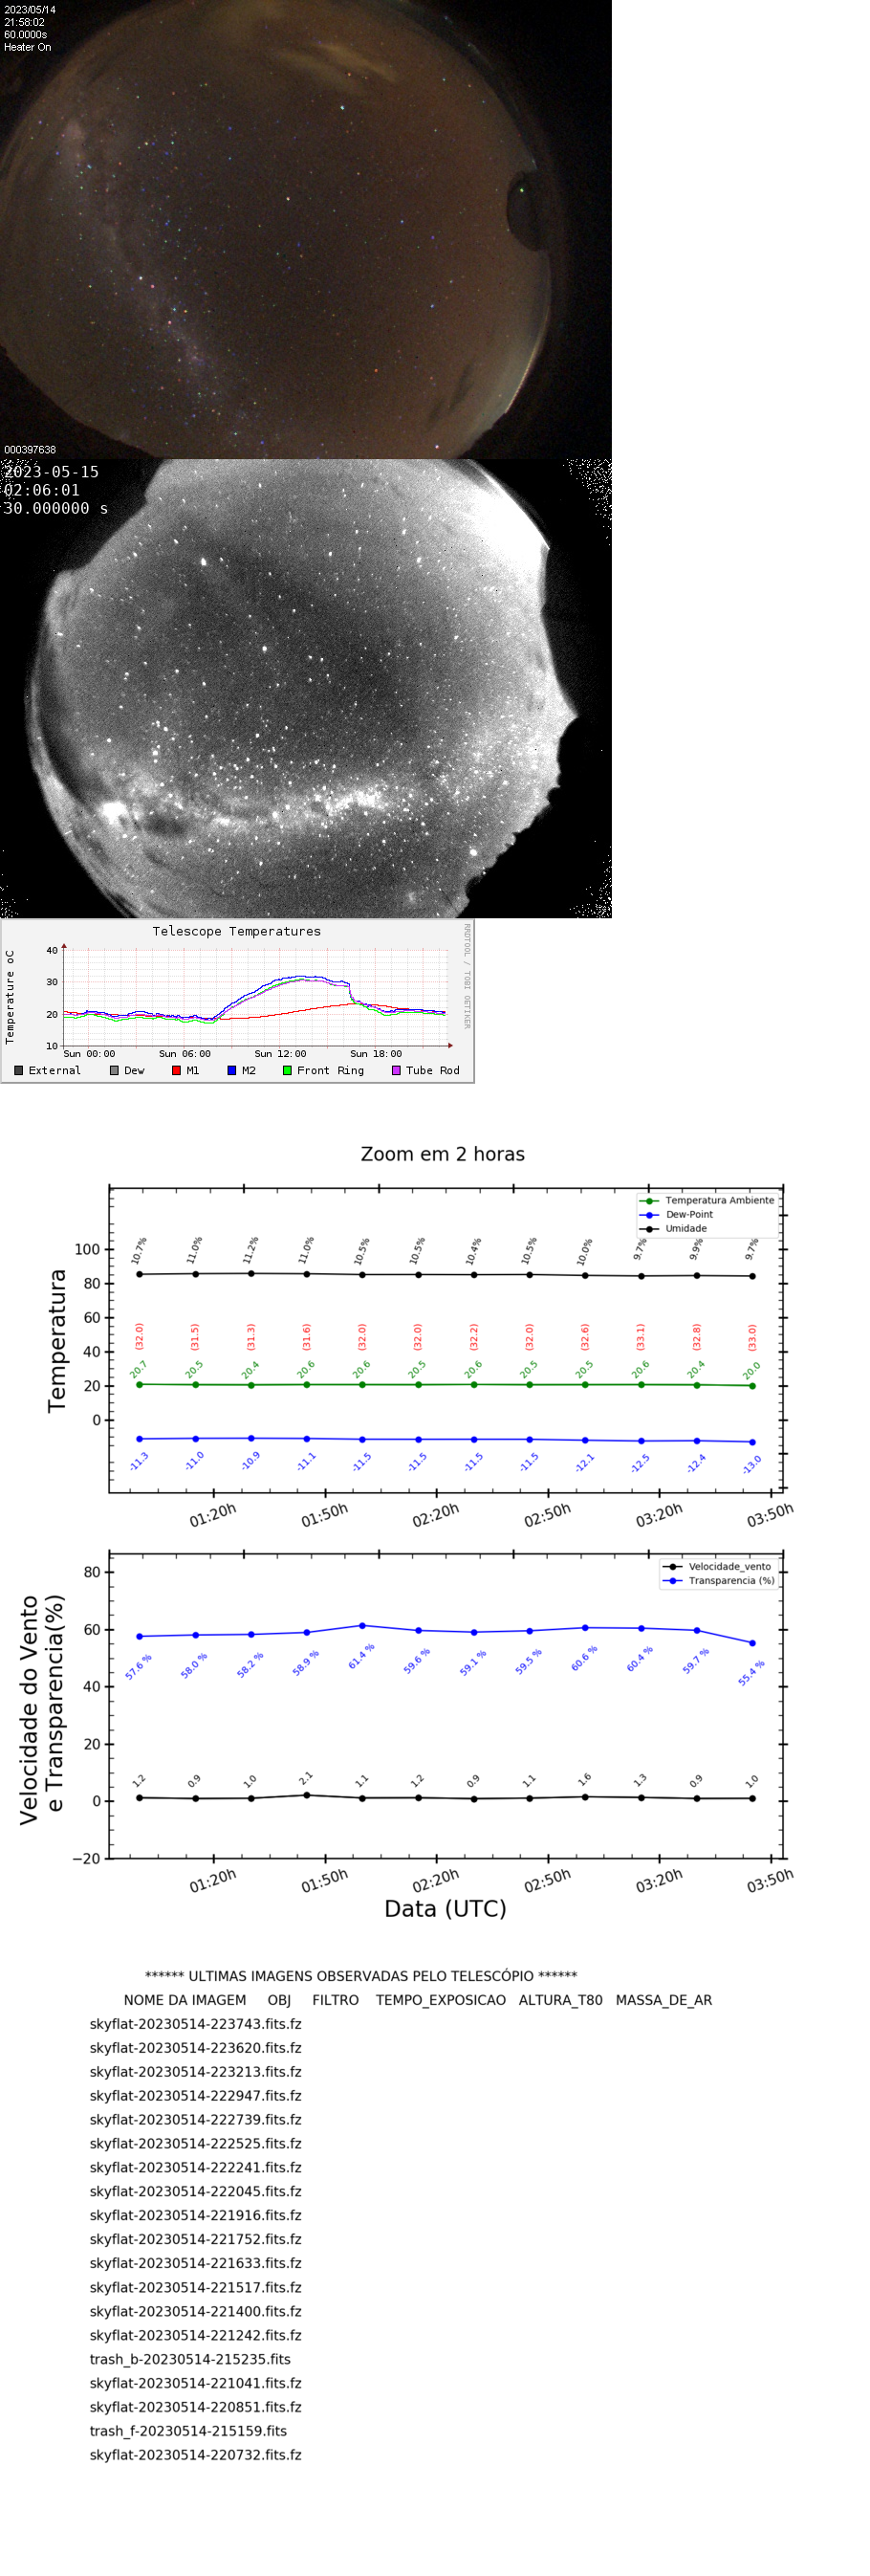 2023/05/14
21:58:02
60.0000s
Heater On
000397638
2023-05-15
02:06:01
30.000000 s
Telescope Temperatures
RRDTOOL / TOBI OETIKER
Temperature oC
40
30
20
10
Sun 00:00 Sun 06:00 Sun 12:00 Sun 18:00
External Dew M1 M2 Front Ring Tube Rod
Zoom em 2 horas
Temperatura Ambiente
Dew-Point
Umidade
Temperatura
100
80
60
40
20
0
10.7% 11.0% 11.2% 11.0% 10.5% 10.5% 10.4% 10.5% 10.0% 9.7% 9.9% 9.7%
(32.0) (31.5) (31.3) (31.6) (32.0) (32.0) (32.2) (32.0) (32.6) (33.1) (32.8) (33.0)
20.7 20.5 20.4 20.6 20.6 20.5 20.6 20.5 20.5 20.6 20.4 20.0
-11.3 -11.0 -10.9 -11.1 -11.5 -11.5 -11.5 -11.5 -12.1 -12.5 -12.4 -13.0
01:20h 01:50h 02:20h 02:50h 03:20h 03:50h
Velocidade_vento
Transparencia (%)
Velocidade do Vento
e Transparencia(%)
80
60
40
20
0
−20
57.6 % 58.0 % 58.2 % 58.9 % 61.4 % 59.6 % 59.1 % 59.5 % 60.6 % 60.4 % 59.7 % 55.4 %
1.2 0.9 1.0 2.1 1.1 1.2 0.9 1.1 1.6 1.3 0.9 1.0
01:20h 01:50h 02:20h 02:50h 03:20h 03:50h
Data (UTC)
****** ULTIMAS IMAGENS OBSERVADAS PELO TELESCÓPIO ******
NOME DA IMAGEM OBJ FILTRO TEMPO_EXPOSICAO ALTURA_T80 MASSA_DE_AR
skyflat-20230514-223743.fits.fz
skyflat-20230514-223620.fits.fz
skyflat-20230514-223213.fits.fz
skyflat-20230514-222947.fits.fz
skyflat-20230514-222739.fits.fz
skyflat-20230514-222525.fits.fz
skyflat-20230514-222241.fits.fz
skyflat-20230514-222045.fits.fz
skyflat-20230514-221916.fits.fz
skyflat-20230514-221752.fits.fz
skyflat-20230514-221633.fits.fz
skyflat-20230514-221517.fits.fz
skyflat-20230514-221400.fits.fz
skyflat-20230514-221242.fits.fz
trash_b-20230514-215235.fits
skyflat-20230514-221041.fits.fz
skyflat-20230514-220851.fits.fz
trash_f-20230514-215159.fits
skyflat-20230514-220732.fits.fz